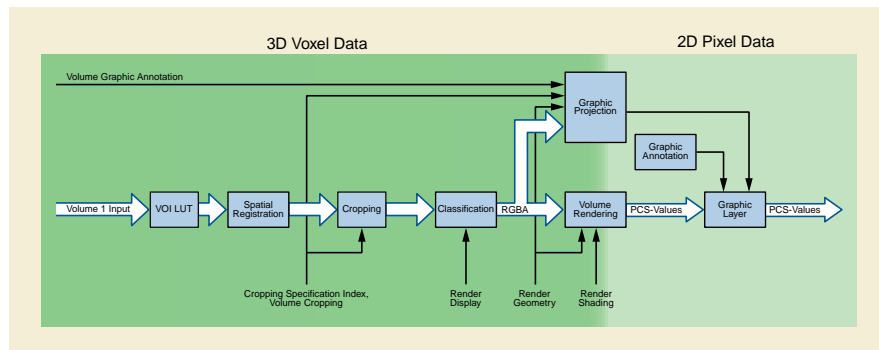 3D Voxel Data
2D Pixel Data
Volume Graphic Annotation
Graphic
Projection
Graphic
Annotation
Volume 1 Input
VOI LUT
Spatial
Registration
Cropping
Classification
RGBA
Volume
Rendering
PCS-Values
Graphic
Layer
PCS-Values
Cropping Specification Index,
Volume Cropping
Render
Display
Render
Geometry
Render
Shading